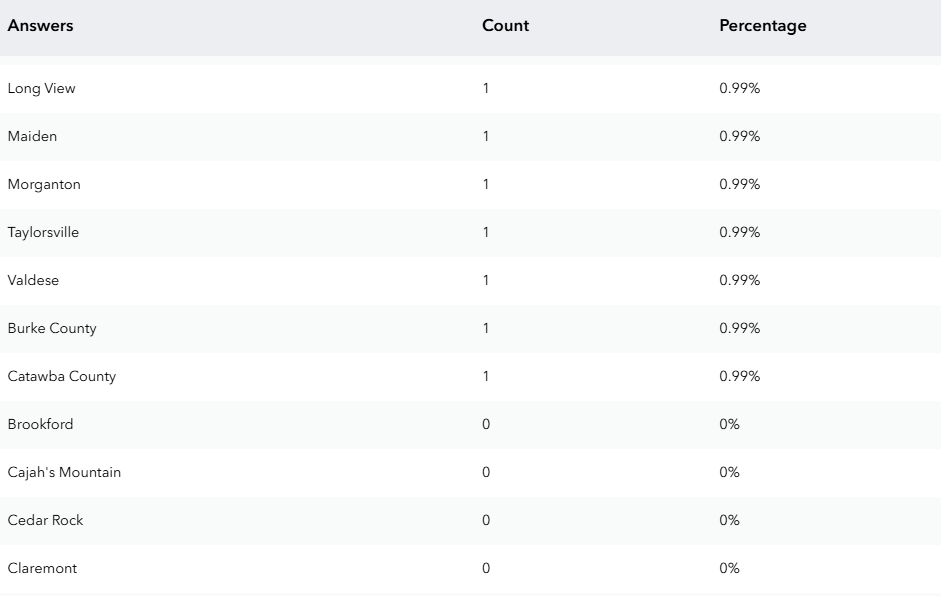 Answers Count Percentage
Long View 1 0.99%
Maiden 1 0.99%
Morganton 1 0.99%
Taylorsville 1 0.99%
Valdese 1 0.99%
Burke County 1 0.99%
Catawba County 1 0.99%
Brookford 0 0%
Cajah's Mountain 0 0%
Cedar Rock 0 0%
Claremont 0 0%